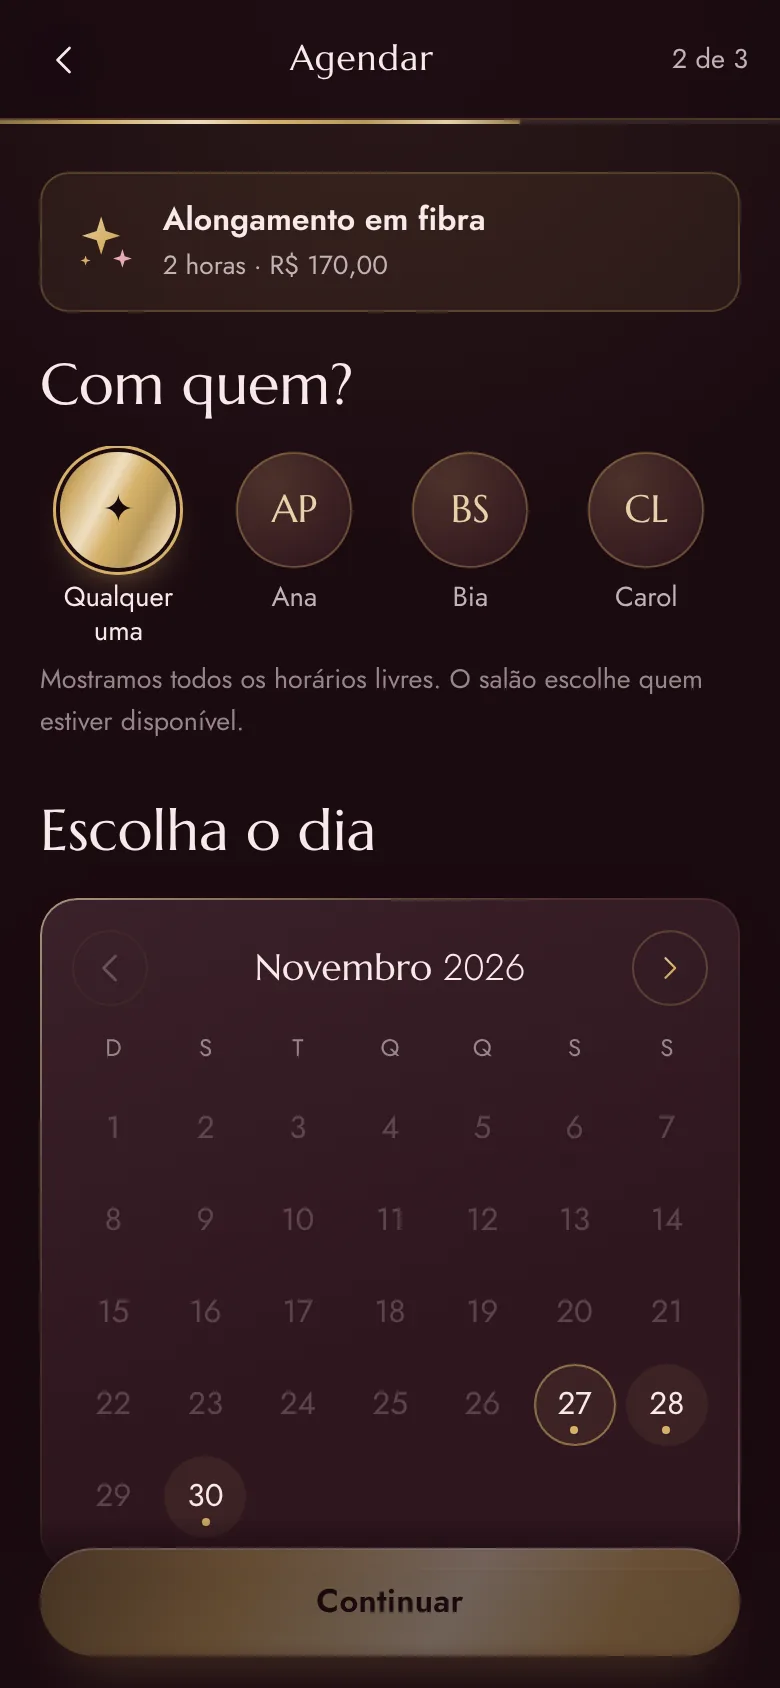 Agendar
2 de 3
Alongamento em fibra
2 horas · R$ 170,00
Com quem?
AP BS CL
Qualquer uma
Ana
Bia
Carol
Mostramos todos os horários livres. O salão escolhe quem
estiver disponível.
Escolha o dia
Novembro 2026
D S T Q Q S S
1 2 3 4 5 6 7
8 9 10 11 12 13 14
15 16 17 18 19 20 21
22 23 24 25 26 27 28
29 30
Continuar